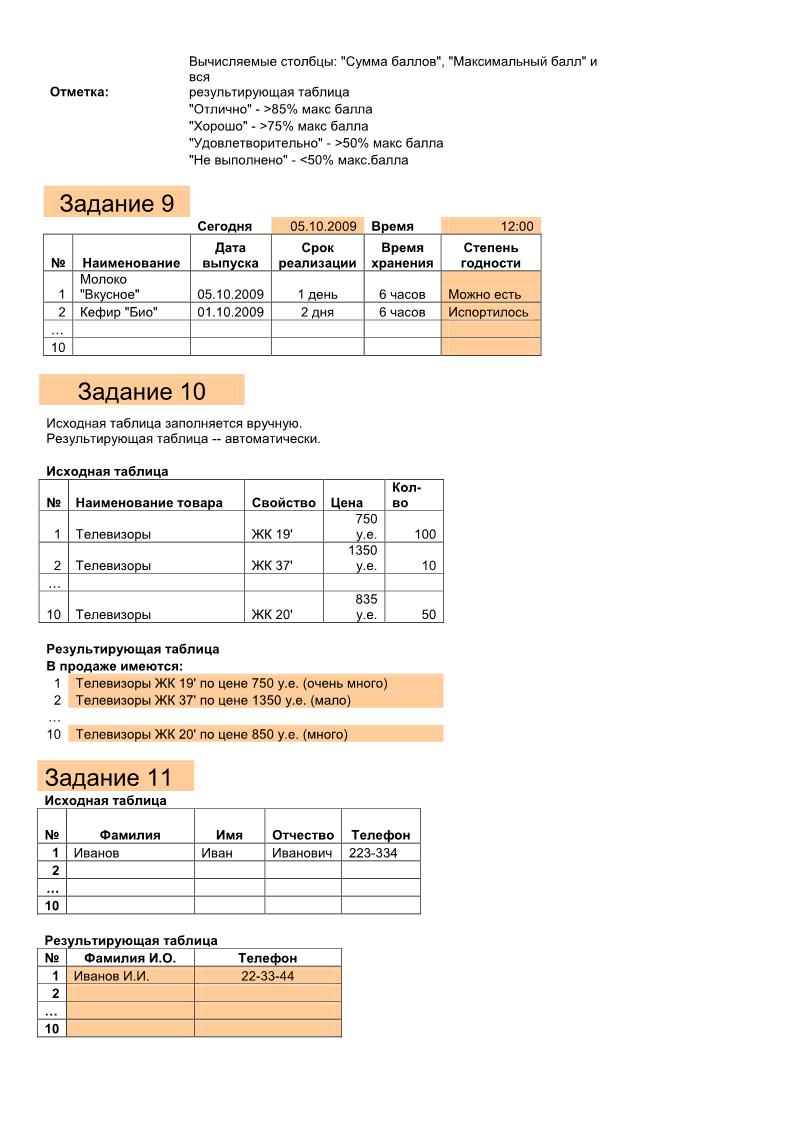 Вычисляемые столбцы: "Сумма баллов", "Максимальный балл" и
вся
Отметка: результирующая таблица
"Отлично" - >85% макс балла
"Хорошо" - >75% макс балла
"Удовлетворительно" - >50% макс балла
"Не выполнено" - <50% макс.балла
Задание 9
Сегодня 05.10.2009 Время 12:00
Дата Срок Время Степень
№ Наименование выпуска реализации хранения годности
Молоко
1 "Вкусное" 05.10.2009 1 день 6 часов Можно есть
2 Кефир "Био" 01.10.2009 2 дня 6 часов Испортилось
...
10
Задание 10
Исходная таблица заполняется вручную.
Результирующая таблица -- автоматически.
Исходная таблица
Кол-
№ Наименование товара Свойство Цена во
750
1 Телевизоры ЖК 19' у.е. 100
1350
2 Телевизоры ЖК 37' у.е. 10
...
835
10 Телевизоры ЖК 20' у.е. 50
Результирующая таблица
В продаже имеются:
1 Телевизоры ЖК 19' по цене 750 у.е. (очень много)
2 Телевизоры ЖК 37' по цене 1350 у.е. (мало)
...
10 Телевизоры ЖК 20' по цене 850 у.е. (много)
Задание 11
Исходная таблица
№ Фамилия Имя Отчество Телефон
1 Иванов Иван Иванович 223-334
2
...
10
Результирующая таблица
№ Фамилия И.О. Телефон
1 Иванов И.И. 22-33-44
2
...
10